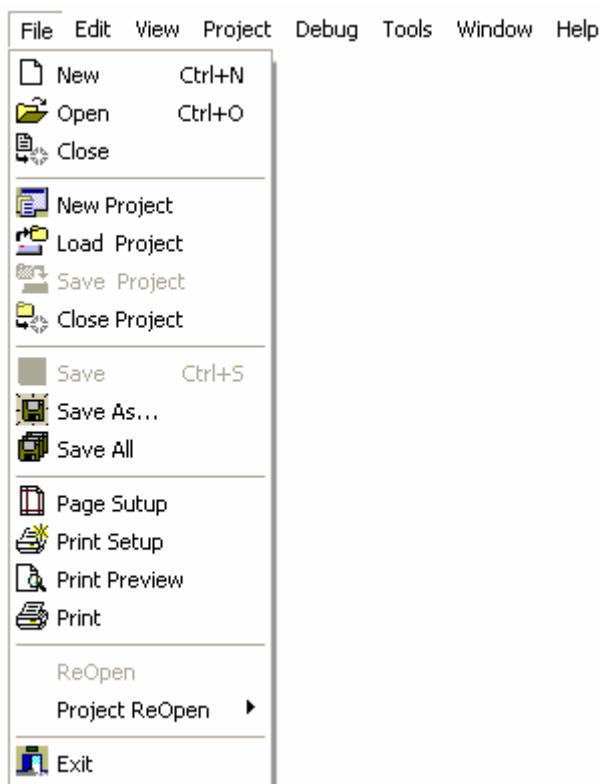 File Edit View Project Debug Tools Window Help
New Ctrl+N
Open Ctrl+O
Close
New Project
Load Project
Save Project
Close Project
Save Ctrl+S
Save As...
Save All
Page Sutup
Print Setup
Print Preview
Print
ReOpen
Project ReOpen
Exit